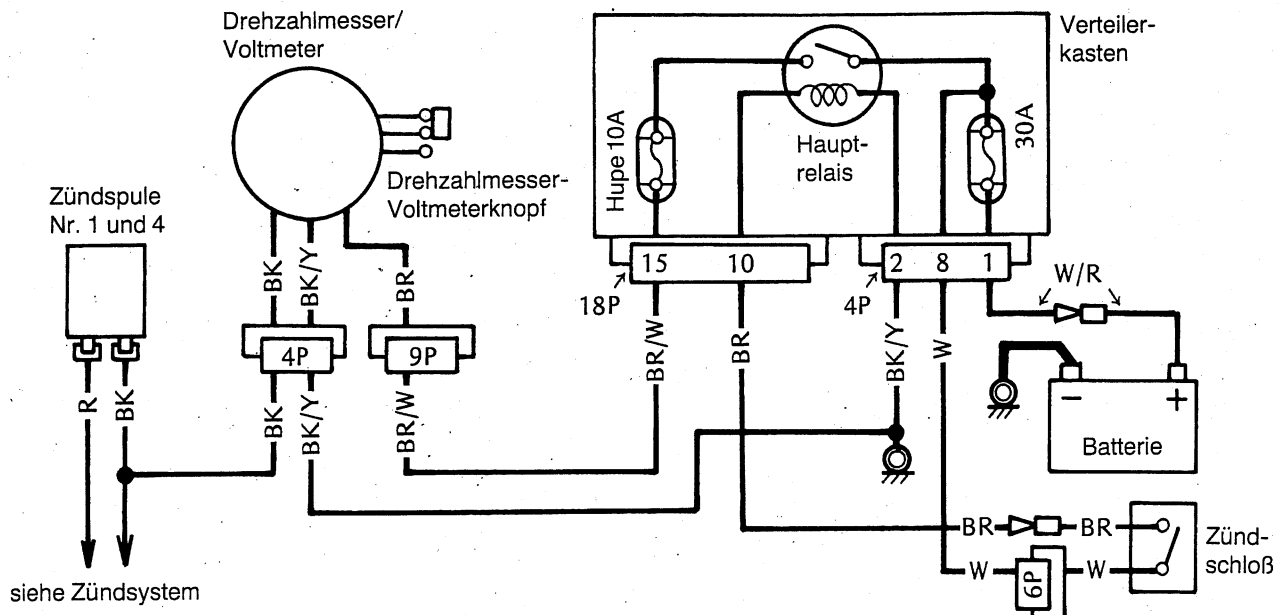 Drehzahlmesser/
Voltmeter
Verteiler-
kasten
Hupe 10A
Haupt-
relais
30A
Drehzahlmesser-
Voltmeterknopf
Zündspule
Nr. 1 und 4
BK
BK/Y
BR
15
10
2
8
1
18P
4P
W/R
4P
9P
BR/W
BR
BK/Y
W
R
BK
BK
BK/Y
BR/W
−
+
Batterie
BR
BR
Zünd-
schloß
W
6P
W
siehe Zündsystem